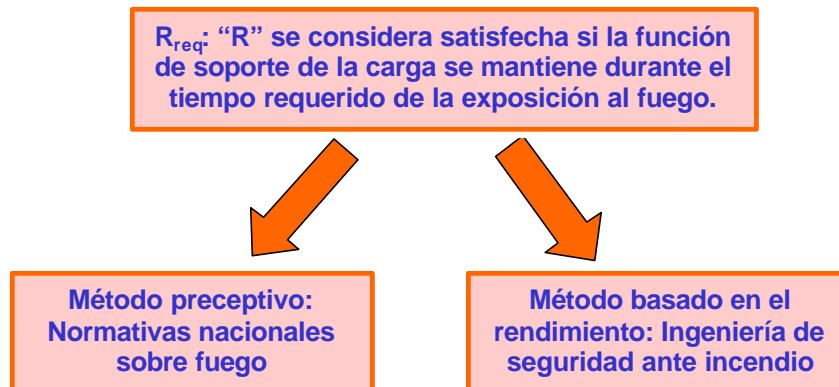 R_req: “R” se considera satisfecha si la función
de soporte de la carga se mantiene durante el
tiempo requerido de la exposición al fuego.
Método preceptivo:
Normativas nacionales
sobre fuego
Método basado en el
rendimiento: Ingeniería de
seguridad ante incendio